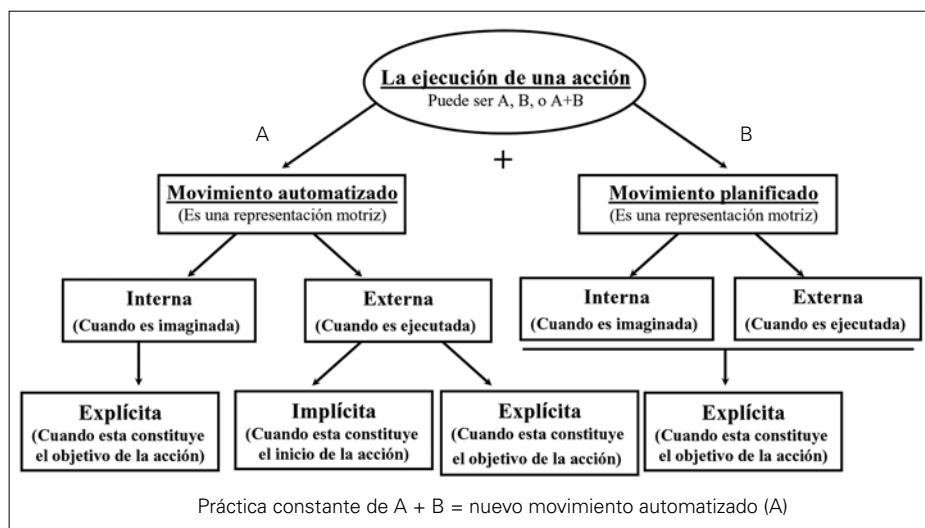 La ejecución de una acción
Puede ser A, B, o A+B
A
B
+
Movimiento automatizado
(Es una representación motriz)
Movimiento planificado
(Es una representación motriz)
Interna
(Cuando es imaginada)
Externa
(Cuando es ejecutada)
Interna
(Cuando es imaginada)
Externa
(Cuando es ejecutada)
Explícita
(Cuando esta constituye
el objetivo de la acción)
Implícita
(Cuando esta constituye
el inicio de la acción)
Explícita
(Cuando esta constituye
el objetivo de la acción)
Explícita
(Cuando esta constituye
el objetivo de la acción)
Práctica constante de A + B = nuevo movimiento automatizado (A)